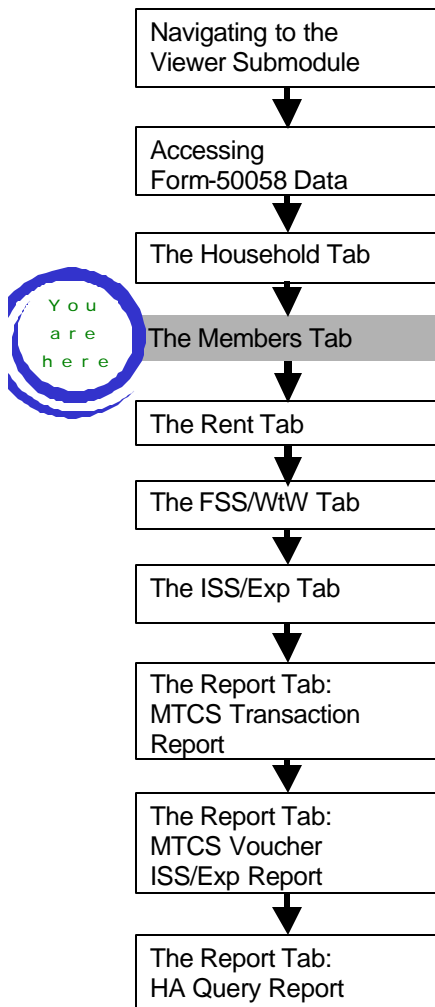 Navigating to the
Viewer Submodule
Accessing
Form-50058 Data
The Household Tab
You
are
here
The Members Tab
The Rent Tab
The FSS/WtW Tab
The ISS/Exp Tab
The Report Tab:
MTCS Transaction
Report
The Report Tab:
MTCS Voucher
ISS/Exp Report
The Report Tab:
HA Query Report